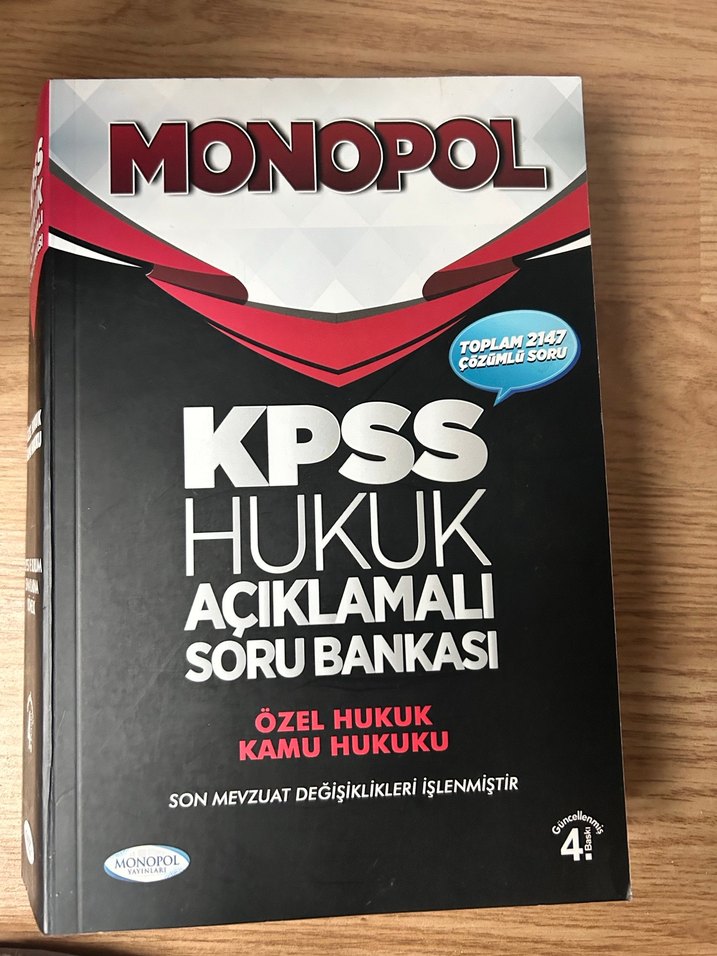 MONOPOL
TOPLAM 2147
ÇÖZÜMLÜ SORU
KPSS
HUKUK
AÇIKLAMALI
SORU BANKASI
ÖZEL HUKUK
KAMU HUKUKU
SON MEVZUAT DEĞİŞİKLİKLERİ İŞLENMİŞTİR
Güncellenmiş
4.
Baskı
MONOPOL
YAYINLARI